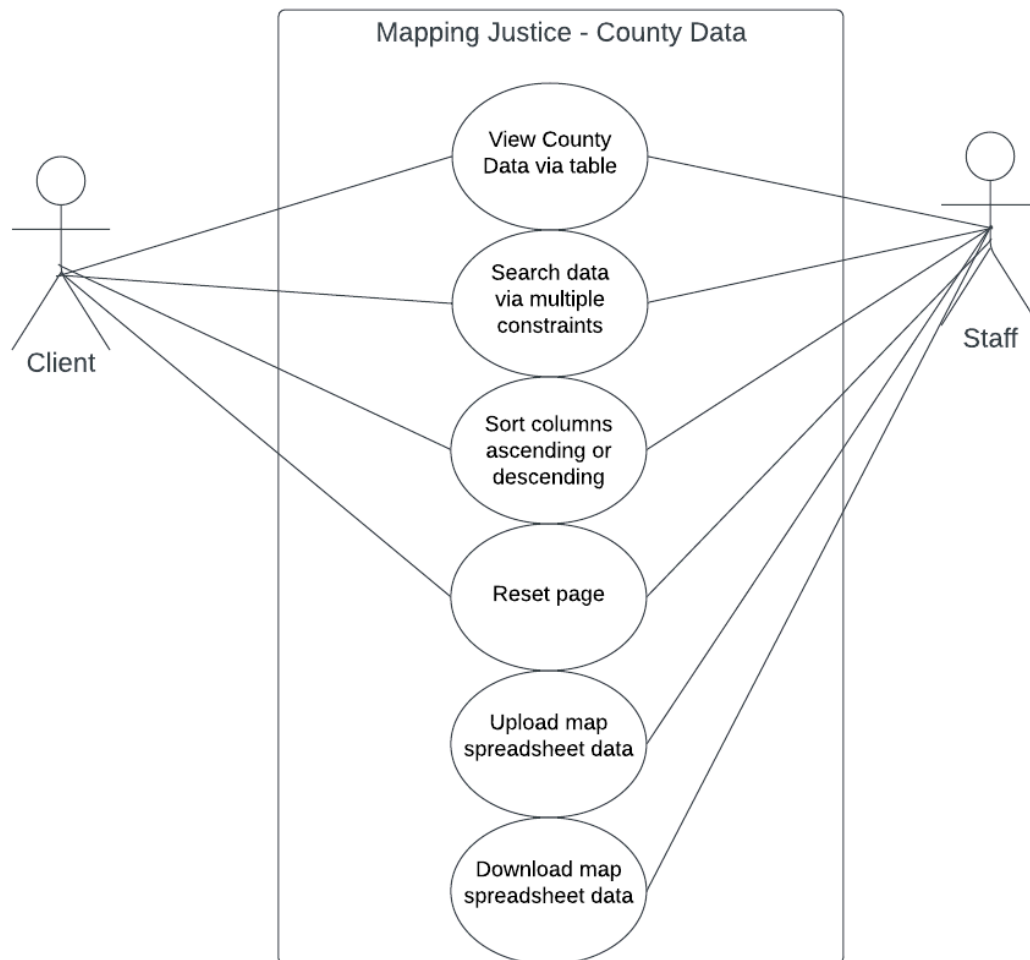 Mapping Justice - County Data
View County
Data via table
Search data
via multiple
constraints
Client
Staff
Sort columns
ascending or
descending
Reset page
Upload map
spreadsheet data
Download map
spreadsheet data